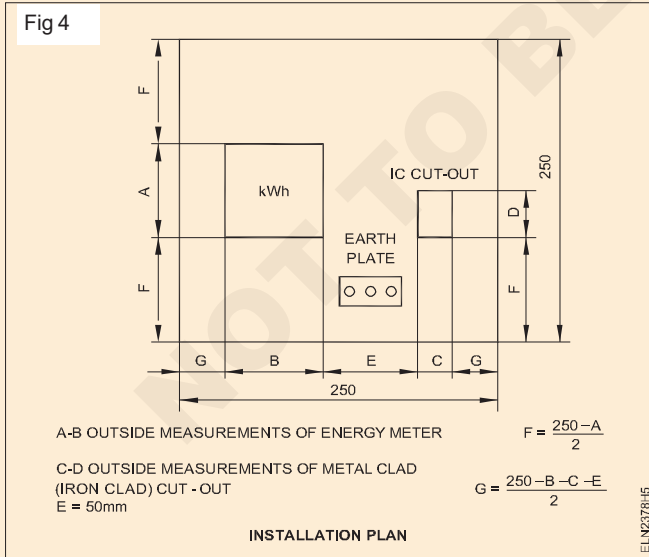 Fig 4
F
A
F
kWh
IC CUT-OUT
D
F
250
EARTH
PLATE
G B E C G
250
A-B OUTSIDE MEASUREMENTS OF ENERGY METER
F = 250 –A / 2
C-D OUTSIDE MEASUREMENTS OF METAL CLAD
(IRON CLAD) CUT - OUT
E = 50mm
G = 250 –B –C –E / 2
INSTALLATION PLAN
ELN2378H5
NOT TO BE